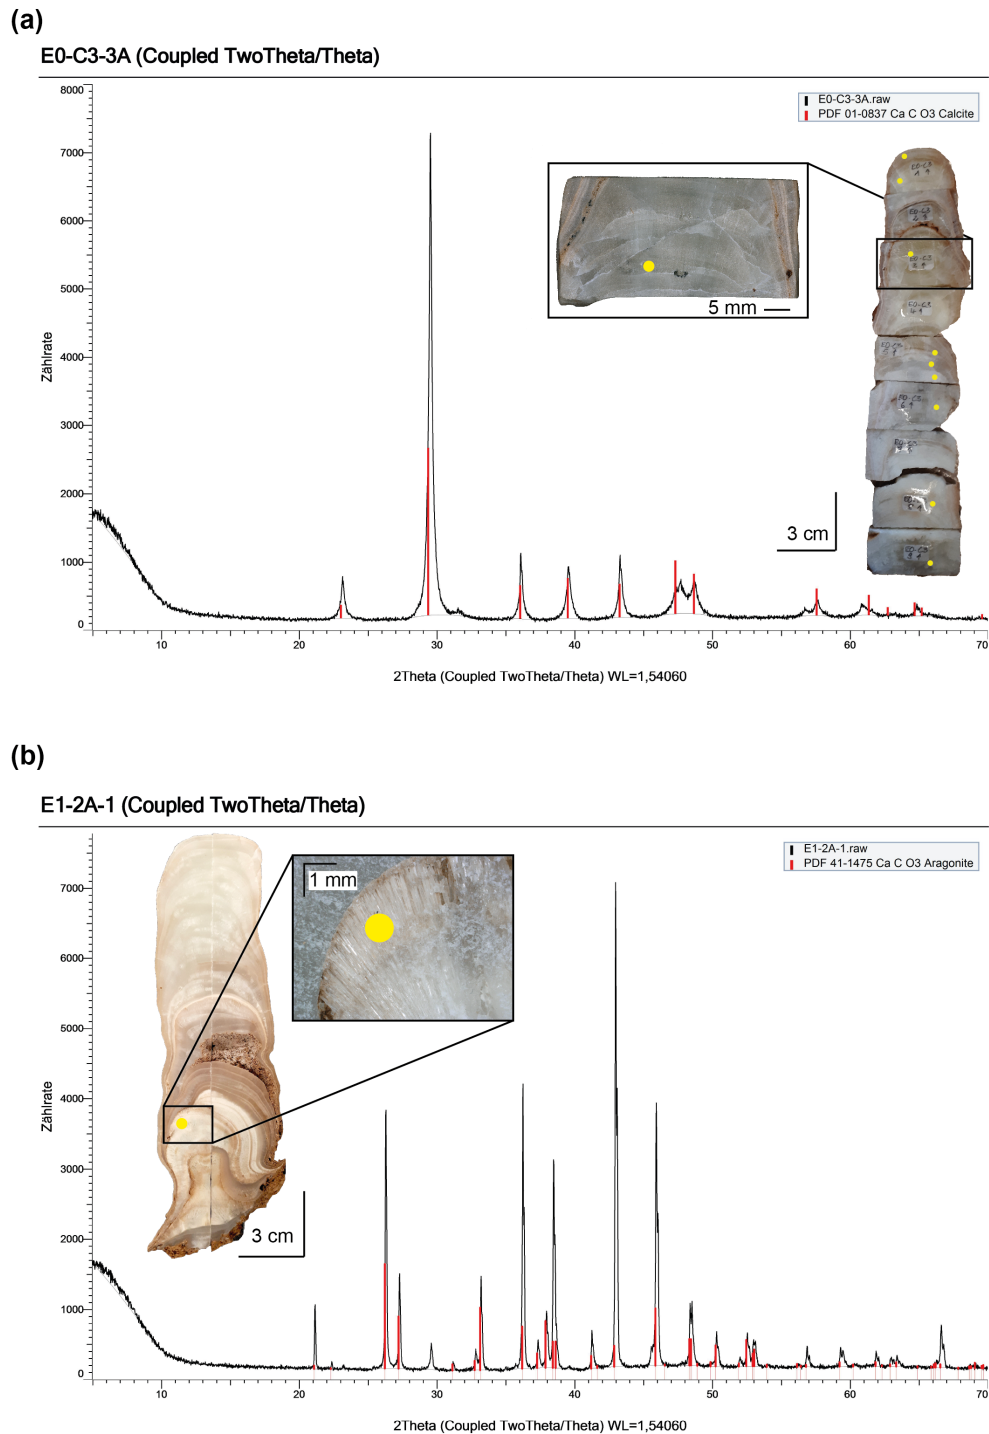 (a)
E0-C3-3A (Coupled TwoTheta/Theta)
E0-C3-3A.raw
PDF 01-0837 Ca C O3 Calcite
8000
7000
6000
5000
4000
3000
2000
1000
0
Zählrate
5 mm
3 cm
10
20
30
40
50
60
70
2Theta (Coupled TwoTheta/Theta) WL=1,54060
(b)
E1-2A-1 (Coupled TwoTheta/Theta)
E1-2A-1.raw
PDF 41-1475 Ca C O3 Aragonite
7000
6000
5000
4000
3000
2000
1000
0
Zählrate
1 mm
3 cm
10
20
30
40
50
60
70
2Theta (Coupled TwoTheta/Theta) WL=1,54060